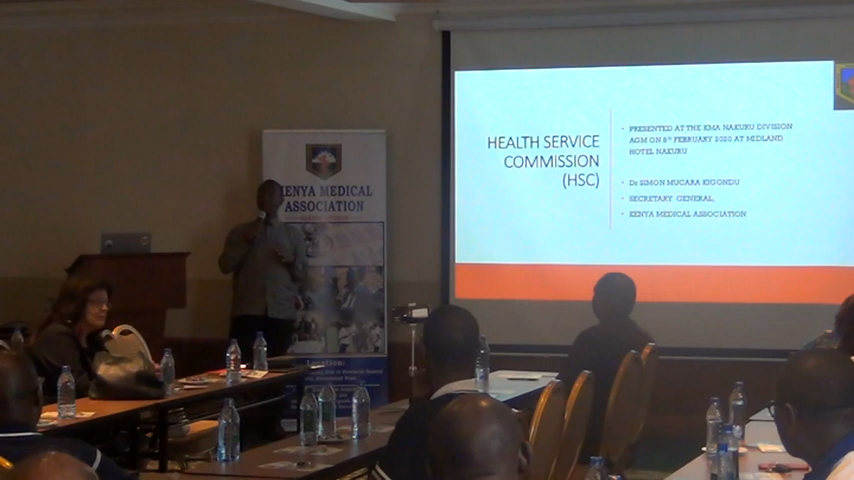 KENYA MEDICAL
ASSOCIATION
Location:
HEALTH SERVICE
COMMISSION
(HSC)
• PRESENTED AT THE KMA NAKURU DIVISION
AGM ON 8th FEBRUARY 2020 AT MIDLAND
HOTEL NAKURU
• Dr SIMON MUCARA KIGONDU
• SECRETARY GENERAL,
• KENYA MEDICAL ASSOCIATION